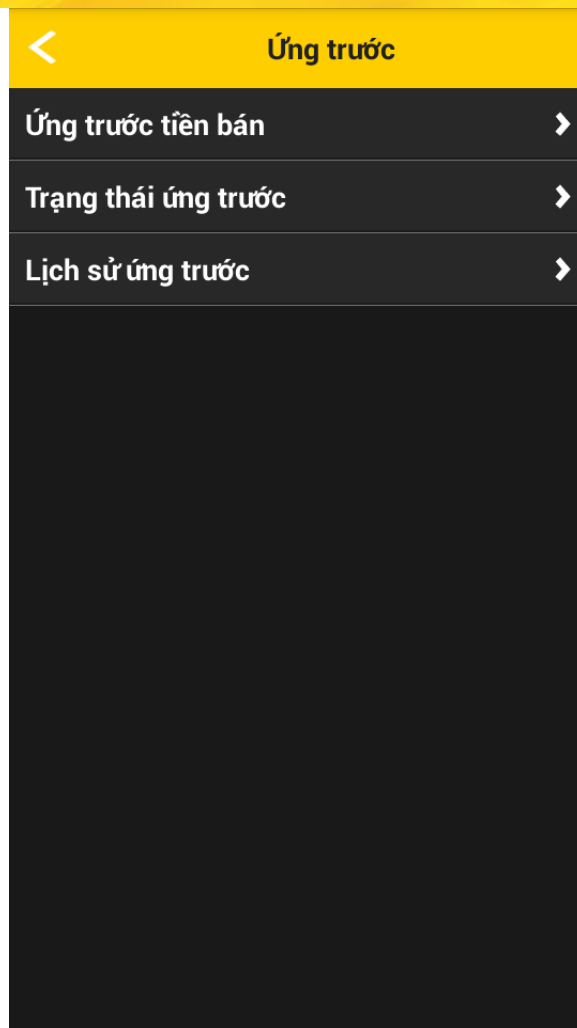 Ứng trước
Ứng trước tiền bán
Trạng thái ứng trước
Lịch sử ứng trước